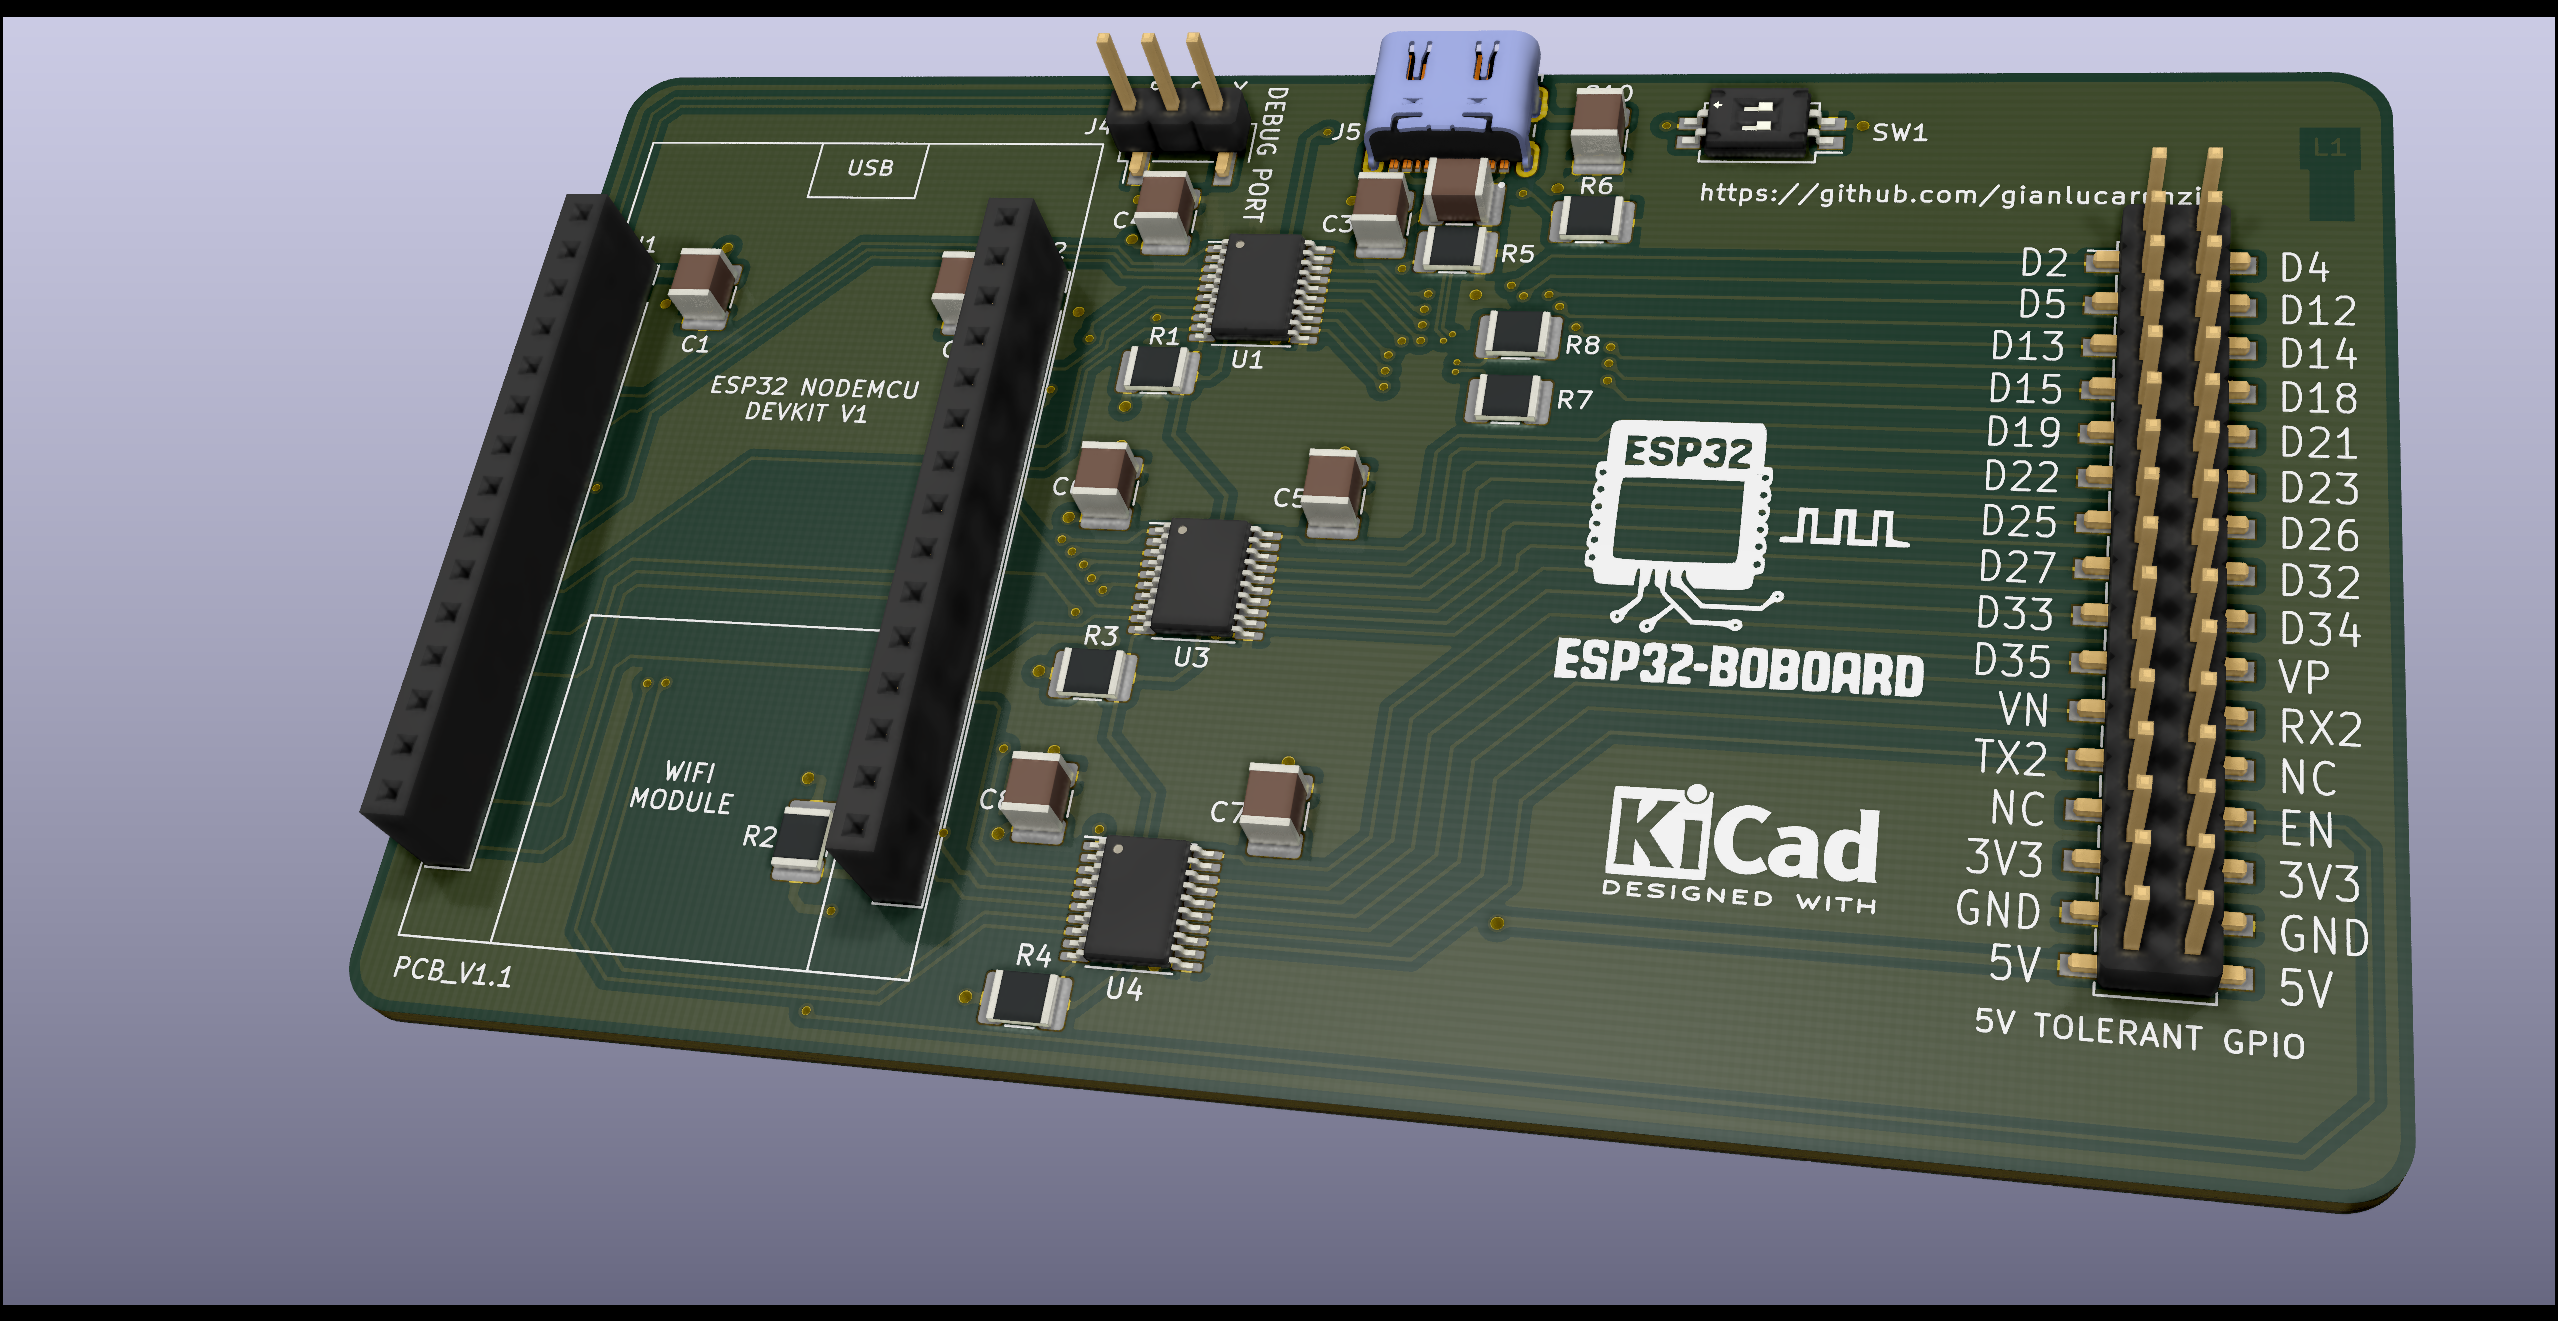 DEBUG PORT
J5
SW1
L1
USB
https://github.com/gianlucarenzi
R6
C3
R5
C1
R1
U1
R8
R7
ESP32 NODEMCU
DEVKIT V1
D2 D4
D5 D12
D13 D14
D15 D18
D19 D21
D22 D23
D25 D26
D27 D32
D33 D34
D35 VP
VN RX2
TX2 NC
NC EN
3V3 3V3
GND GND
5V 5V
5V TOLERANT GPIO
ESP32
ESP32-BOBOARD
C5
R3
U3
WIFI
MODULE
R2
C8
C7
KiCad
DESIGNED WITH
R4
U4
PCB_V1.1